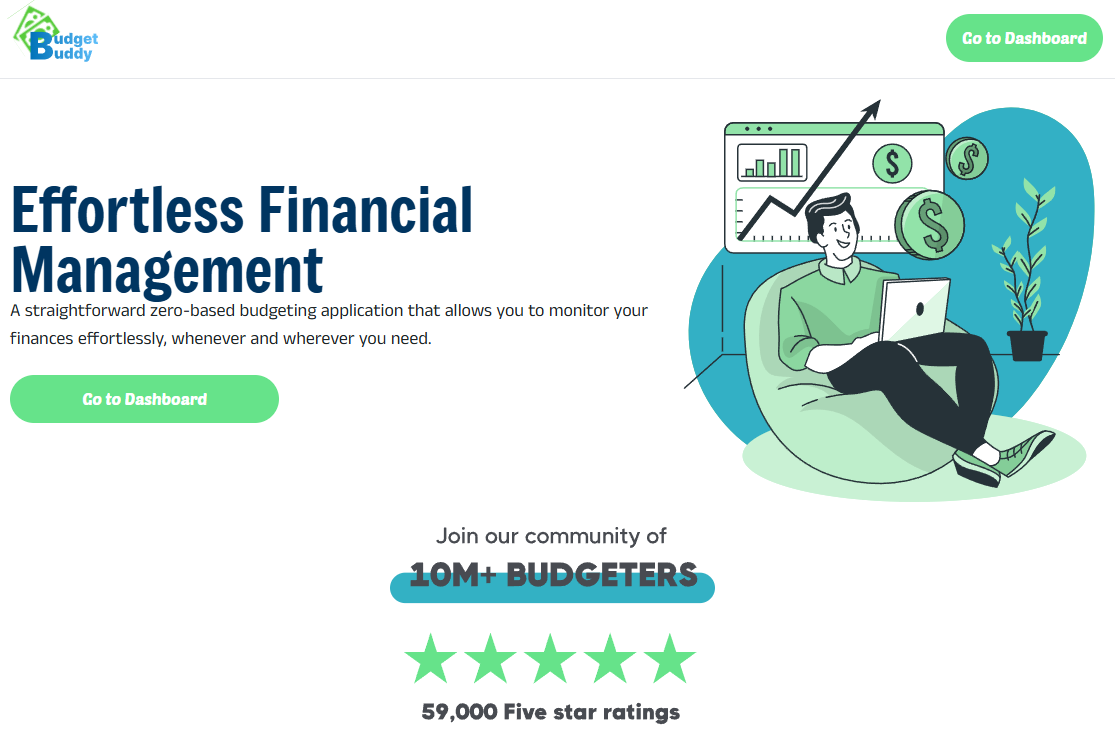 Budget
Buddy
Go to Dashboard
Effortless Financial
Management
A straightforward zero-based budgeting application that allows you to monitor your
finances effortlessly, whenever and wherever you need.
Go to Dashboard
$
$
$
Join our community of
10M+ BUDGETERS
59,000 Five star ratings